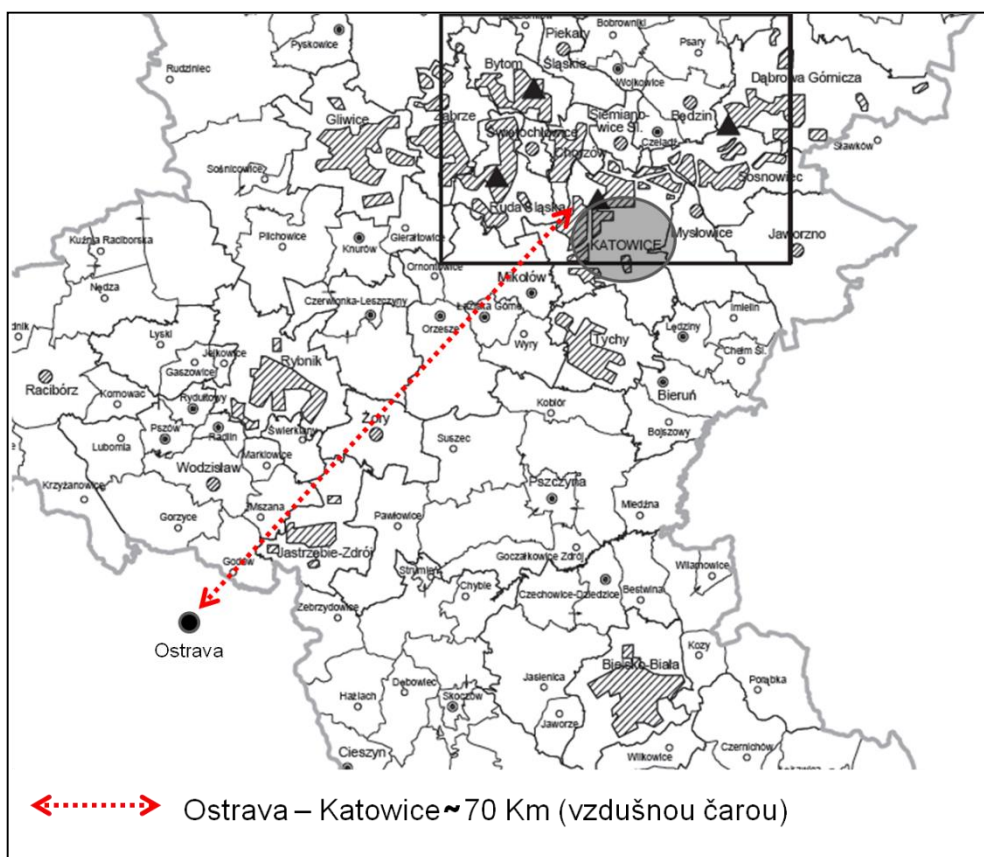 Bobrowniki
Pyskowice
Piekary
Śląskie
Psary
Rudziniec
Bytom
Wojkowice
Dąbrowa Górnicza
Gliwice
Zabrze
Siemiano-
wice Śl.
Będzin
Świętochłowice
Chorzów
Czeladź
Sławków
Sośnicowice
Sosnowiec
Ruda Śląska
Kuźnia Raciborska
Pilchowice
Knurów
Gierałtowice
KATOWICE
Mysłowice
Jaworzno
Ornontowice
Nędza
Mikołów
Czerwionka-Leszczyny
Łaziska Górne
Imielin
Orzesze
Lędziny
Lyski
Wyry
Tychy
Chełm Śl.
Jejkowice
Rybnik
Gaszowice
Racibórz
Kornowac
Rydułtowy
Bieruń
Kobiór
Żory
Pszów
Radlin
Świerklany
Bojszowy
Lubomia
Suszec
Marklowice
Wodzisław
Krzyżanowice
Pszczyna
Mszana
Miedźna
Gorzyce
Pawłowice
Jastrzębie-Zdrój
Goczałkowice Zdrój
Godów
Strumień
Wilamowice
Chybie
Czechowice-Dziedzice
Bestwina
Zebrzydowice
Ostrava
Kozy
Bielsko-Biała
Jasienica
Porąbka
Hażlach
Dębowiec
Skoczów
Jaworze
Cieszyn
Wilkowice
Czernichów
Ostrava – Katowice ~ 70 Km (vzdušnou čarou)